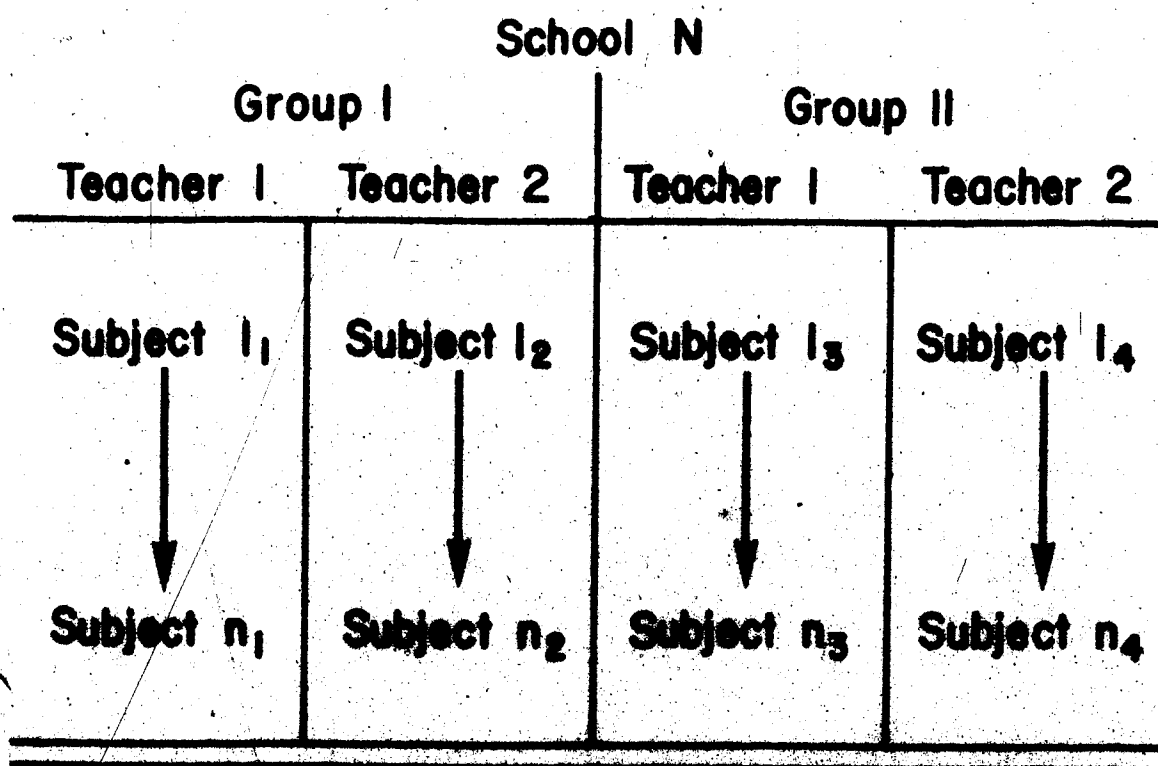 School N
Group I Group II
Teacher 1 Teacher 2 Teacher 1 Teacher 2
Subject 1₁ Subject 1₂ Subject 1₃ Subject 1₄
Subject n₁ Subject n₂ Subject n₃ Subject n₄